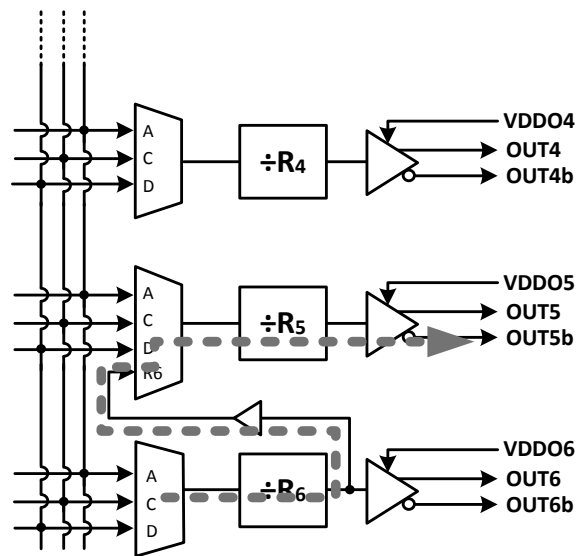 A
C
D
÷R4
VDDO4
OUT4
OUT4b
A
C
D
R6
÷R5
VDDO5
OUT5
OUT5b
A
C
D
÷R6
VDDO6
OUT6
OUT6b